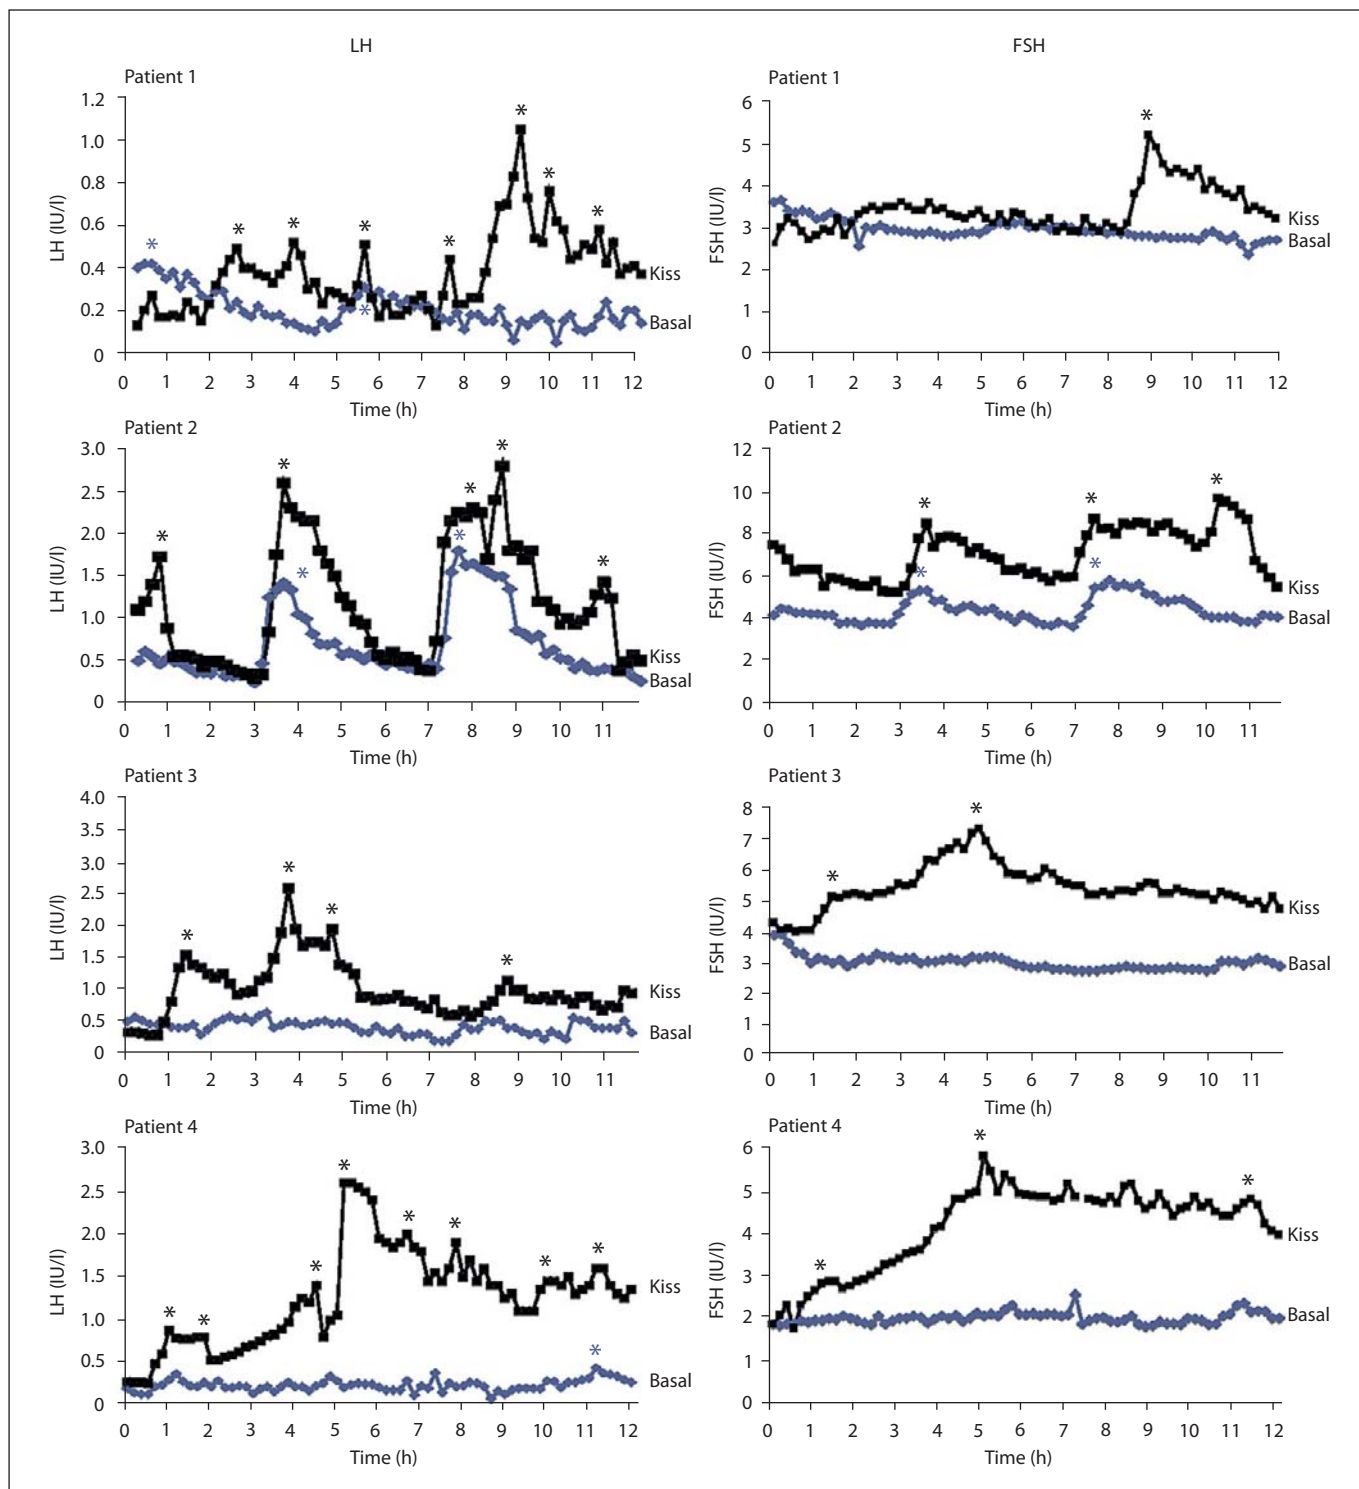 LH
FSH
Patient 1
1.2
1.0
0.8
0.6
0.4
0.2
0
LH (IU/l)
* * * * * * * * * *
Kiss
Basal
0 1 2 3 4 5 6 7 8 9 10 11 12
Time (h)
Patient 1
6
5
4
3
2
1
0
FSH (IU/l)
*
Kiss
Basal
0 1 2 3 4 5 6 7 8 9 10 11 12
Time (h)
Patient 2
3.0
2.5
2.0
1.5
1.0
0.5
0
LH (IU/l)
* * * * * * *
Kiss
Basal
0 1 2 3 4 5 6 7 8 9 10 11
Time (h)
Patient 2
12
10
8
6
4
2
0
FSH (IU/l)
* * * * *
Kiss
Basal
0 1 2 3 4 5 6 7 8 9 10 11
Time (h)
Patient 3
4.0
3.5
3.0
2.5
2.0
1.5
1.0
0.5
0
LH (IU/l)
* * * *
Kiss
Basal
0 1 2 3 4 5 6 7 8 9 10 11
Time (h)
Patient 3
8
7
6
5
4
3
2
1
0
FSH (IU/l)
* *
Kiss
Basal
0 1 2 3 4 5 6 7 8 9 10 11
Time (h)
Patient 4
3.0
2.5
2.0
1.5
1.0
0.5
0
LH (IU/l)
* * * * * * * * *
Kiss
Basal
0 1 2 3 4 5 6 7 8 9 10 11 12
Time (h)
Patient 4
6
5
4
3
2
1
0
FSH (IU/l)
* * *
Kiss
Basal
0 1 2 3 4 5 6 7 8 9 10 11 12
Time (h)